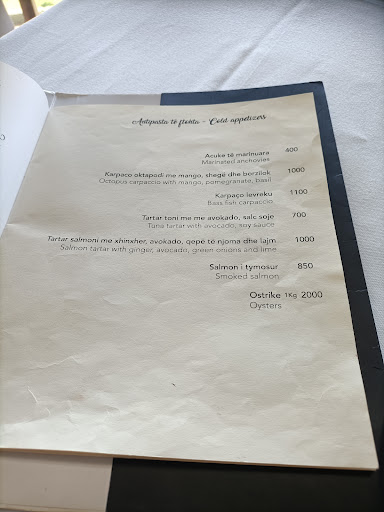 Antipasta të ftohta - Cold appetizers
Acuke të marinuara 400
Marinated anchovies
Karpaço oktapodi me mango, shegë dhe borzilok 1000
Octopus carpaccio with mango, pomegranate, basil
Karpaço levreku 1100
Bass fish carpaccio
Tartar toni me me avokado, salc soje 700
Tuna tartar with avocado, soy sauce
Tartar salmoni me xhinxher, avokado, qepë të njoma dhe lajm 1000
Salmon tartar with ginger, avocado, green onions and lime
Salmon i tymosur 850
Smoked salmon
Ostrike 1Kg 2000
Oysters